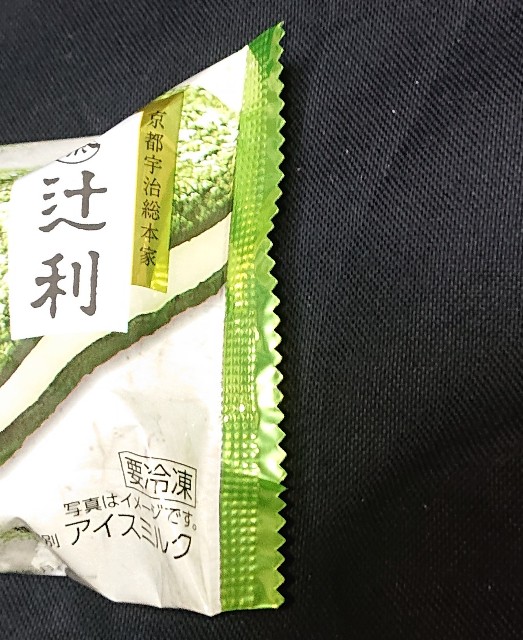 京都宇治総本家
辻利
要冷凍
写真はイメージです。
別 アイスミルク